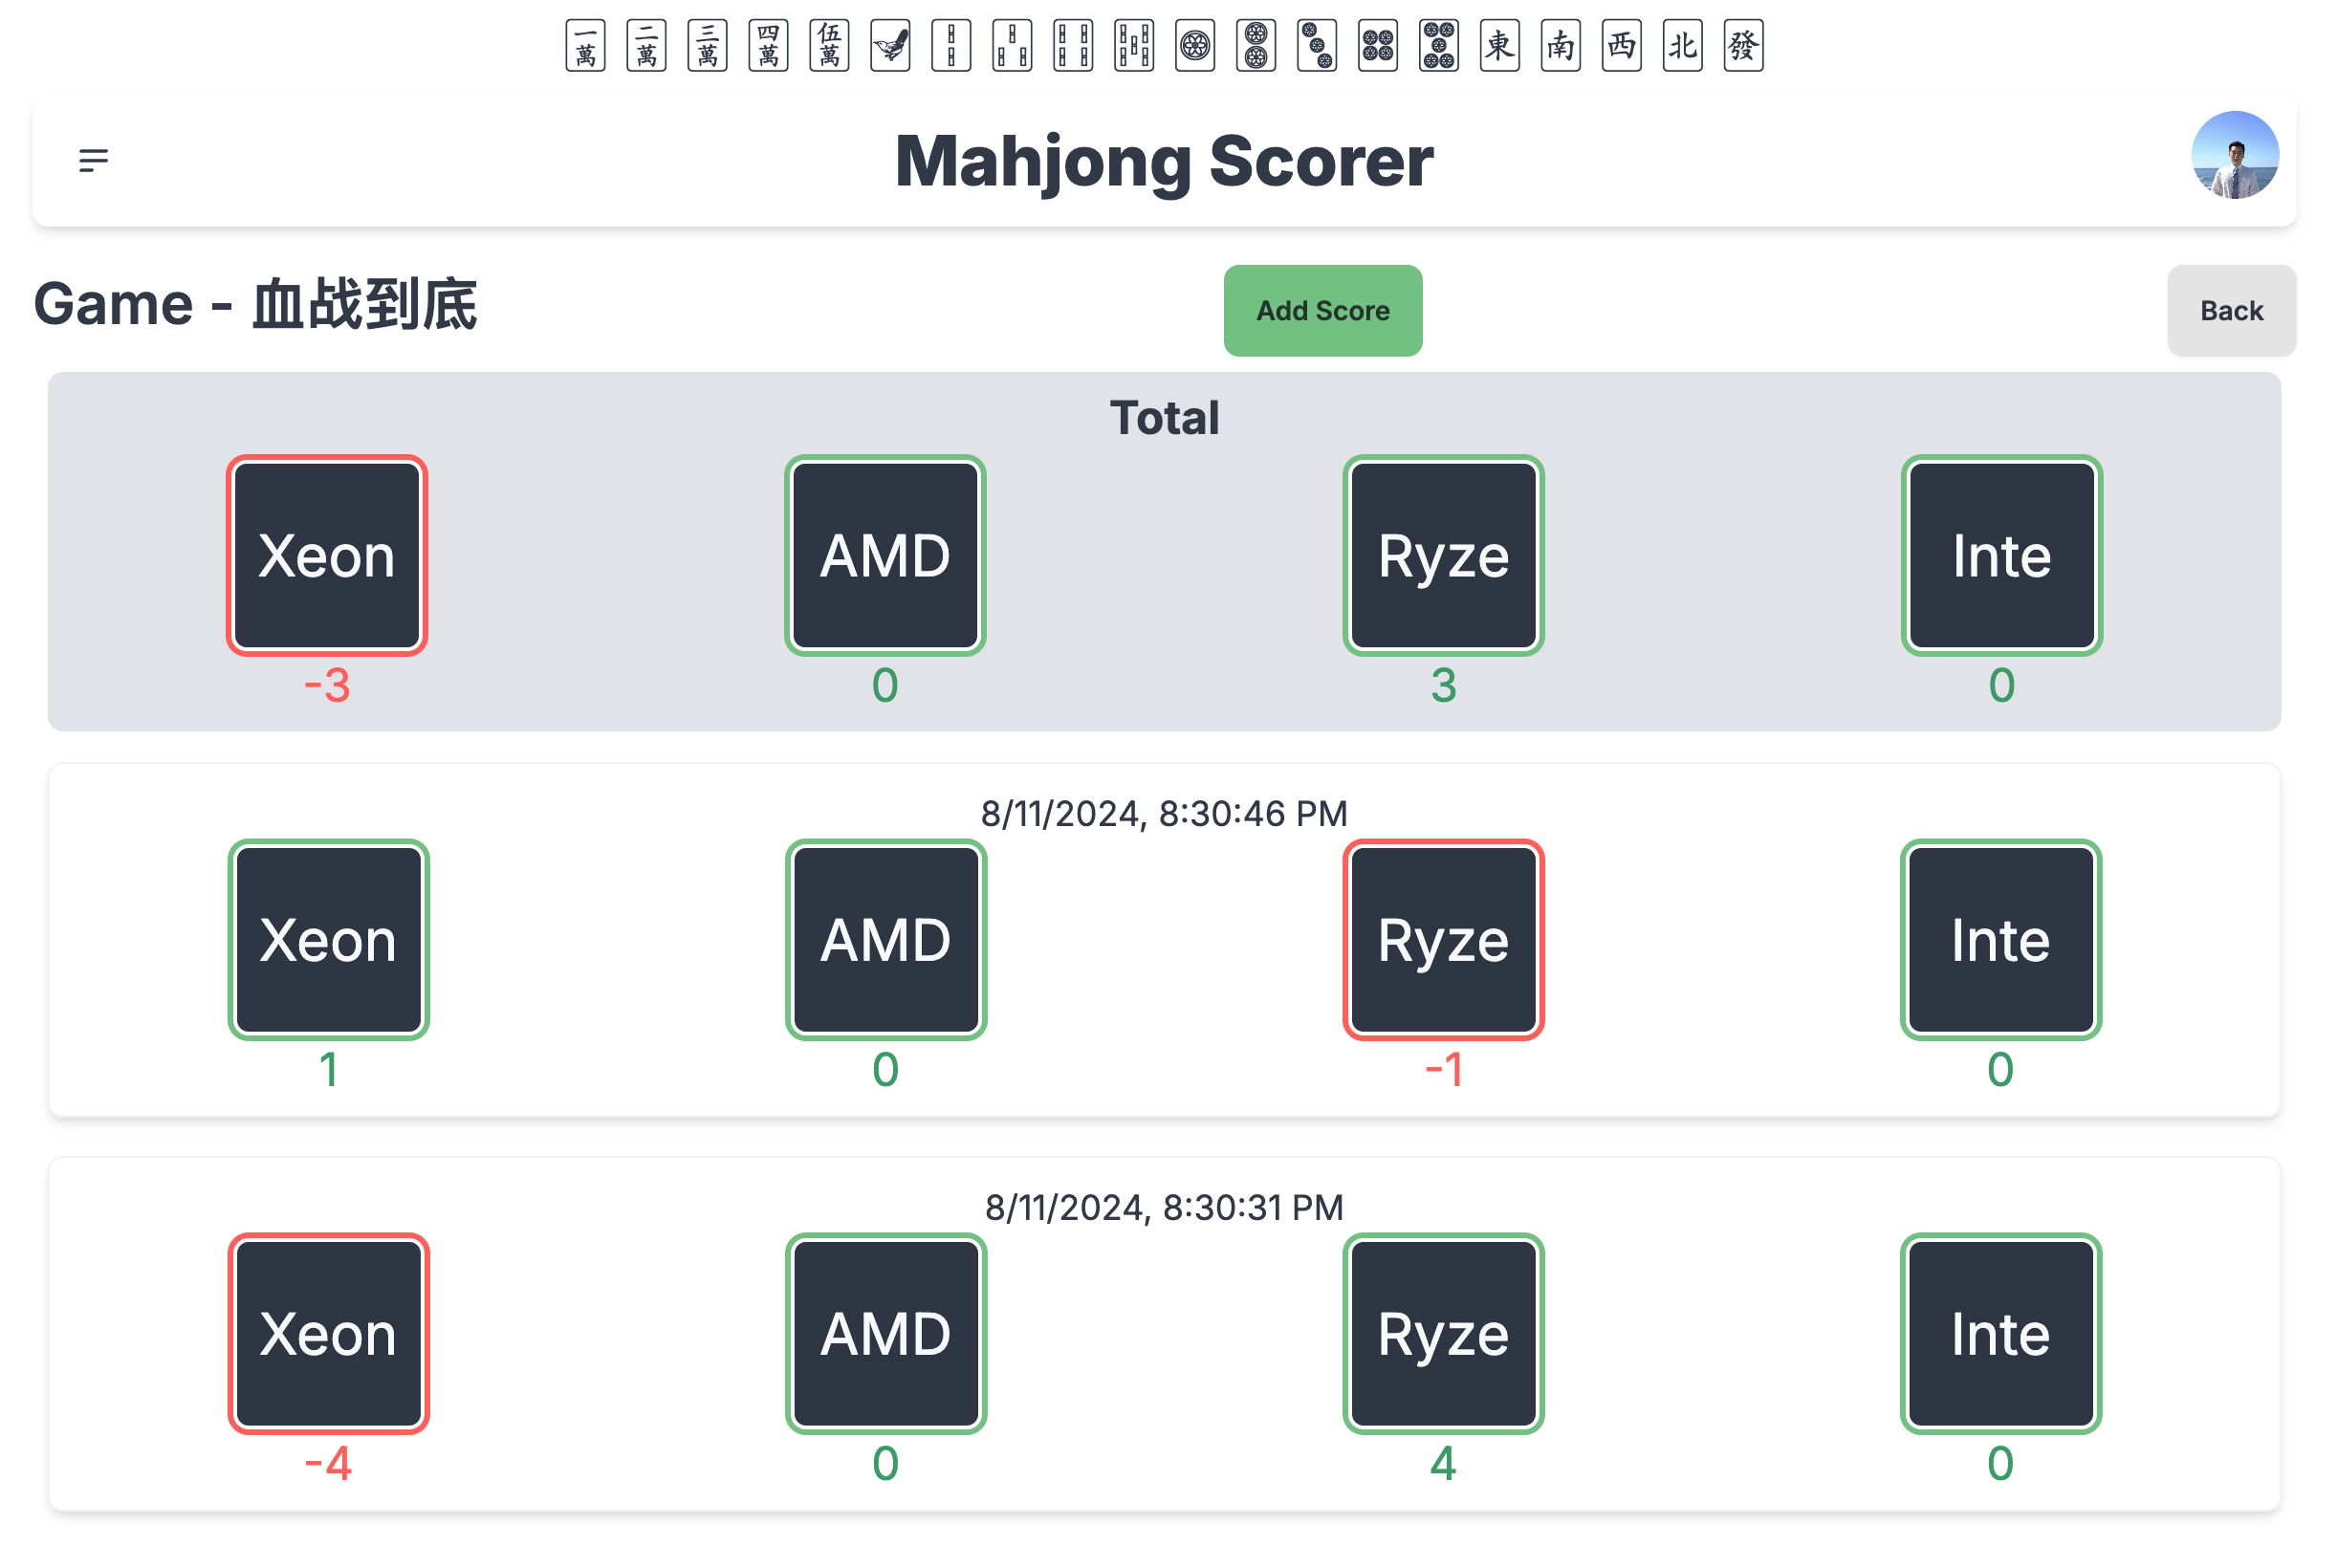 一萬 二萬 三萬 四萬 伍萬 東 南 西 北 發
Mahjong Scorer
Game - 血战到底 Add Score Back
Total
Xeon AMD Ryze Inte
-3 0 3 0
8/11/2024, 8:30:46 PM
Xeon AMD Ryze Inte
1 0 -1 0
8/11/2024, 8:30:31 PM
Xeon AMD Ryze Inte
-4 0 4 0